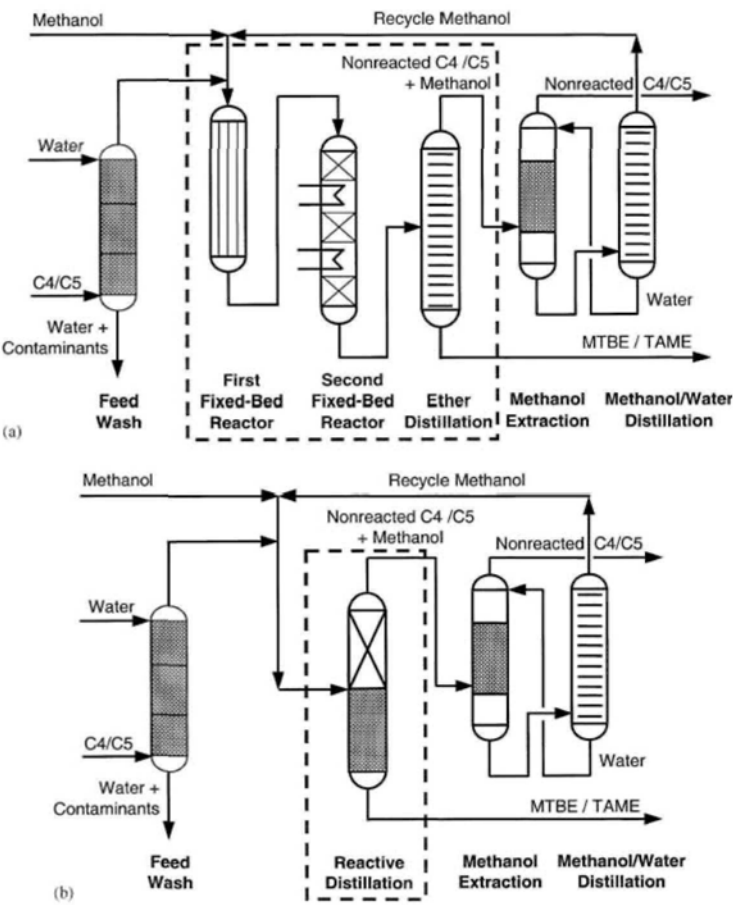 Methanol
Recycle Methanol
Nonreacted C4 /C5
+ Methanol
Nonreacted C4/C5
Water
C4/C5
Water +
Contaminants
Water
MTBE / TAME
Feed
Wash
First
Fixed-Bed
Reactor
Second
Fixed-Bed
Reactor
Ether
Distillation
Methanol
Extraction
Methanol/Water
Distillation
(a)
Methanol
Recycle Methanol
Nonreacted C4 /C5
+ Methanol
Nonreacted C4/C5
Water
C4/C5
Water +
Contaminants
Water
MTBE / TAME
Feed
Wash
Reactive
Distillation
Methanol
Extraction
Methanol/Water
Distillation
(b)